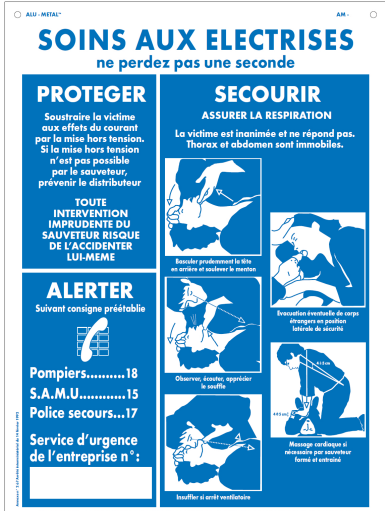 ALU - METAL™
AM -
SOINS AUX ELECTRISES
ne perdez pas une seconde
PROTEGER
Soustraire la victime
aux effets du courant
par la mise hors tension.
Si la mise hors tension
n'est pas possible
par le sauveteur,
prévenir le distributeur
TOUTE
INTERVENTION
IMPRUDENTE DU
SAUVETEUR RISQUE
DE L'ACCIDENTER
LUI-MEME
ALERTER
Suivant consigne préétablie
Pompiers..........18
S.A.M.U............15
Police secours...17
Service d'urgence
de l'entreprise n° :
SECOURIR
ASSURER LA RESPIRATION
La victime est inanimée et ne répond pas.
Thorax et abdomen sont immobiles.
Basculer prudemment la tête
en arrière et soulever le menton
Evacuation éventuelle de corps
étrangers en position
latérale de sécurité
Observer, écouter, apprécier
le souffle
4 à 5 cm
Massage cardiaque si
nécessaire par sauveteur
formé et entraîné
Insuffler si arrêt ventilatoire